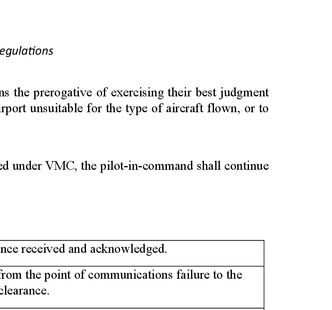 egulations
ns the prerogative of exercising their best judgment
rport unsuitable for the type of aircraft flown, or to
ed under VMC, the pilot-in-command shall continue
ance received and acknowledged.
from the point of communications failure to the
clearance.